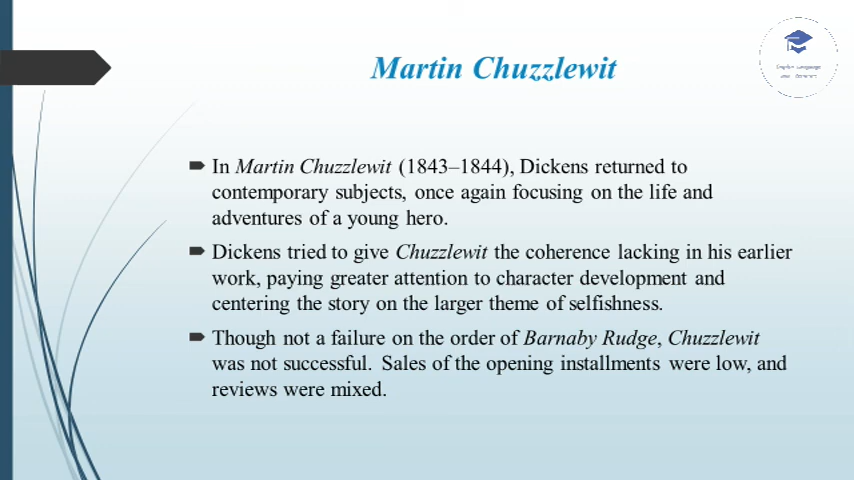 Martin Chuzzlewit
In Martin Chuzzlewit (1843–1844), Dickens returned to
contemporary subjects, once again focusing on the life and
adventures of a young hero.
Dickens tried to give Chuzzlewit the coherence lacking in his earlier
work, paying greater attention to character development and
centering the story on the larger theme of selfishness.
Though not a failure on the order of Barnaby Rudge, Chuzzlewit
was not successful. Sales of the opening installments were low, and
reviews were mixed.